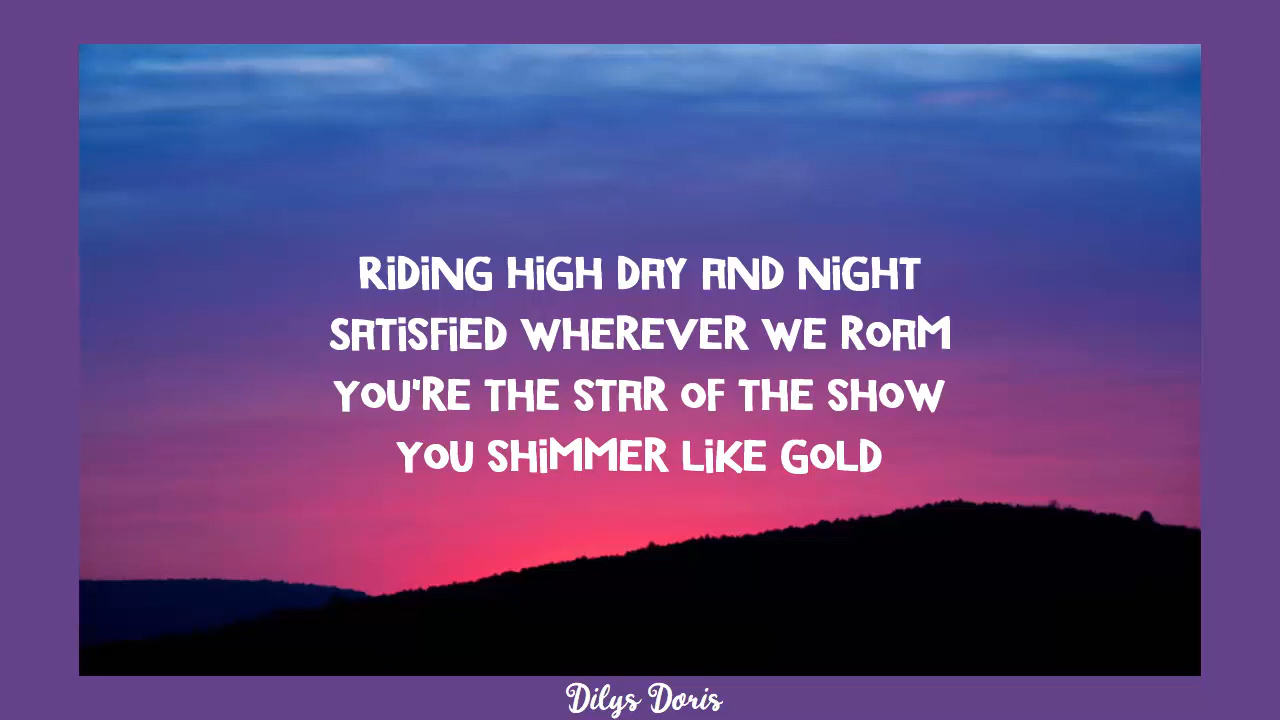 RiDiNG HiGH DAY AND NiGHT
SATiSFiED WHEREVER WE ROAM
YOU'RE THE STAR OF THE SHOW
YOU SHiMMER LiKE GOLD
Dilys Doris